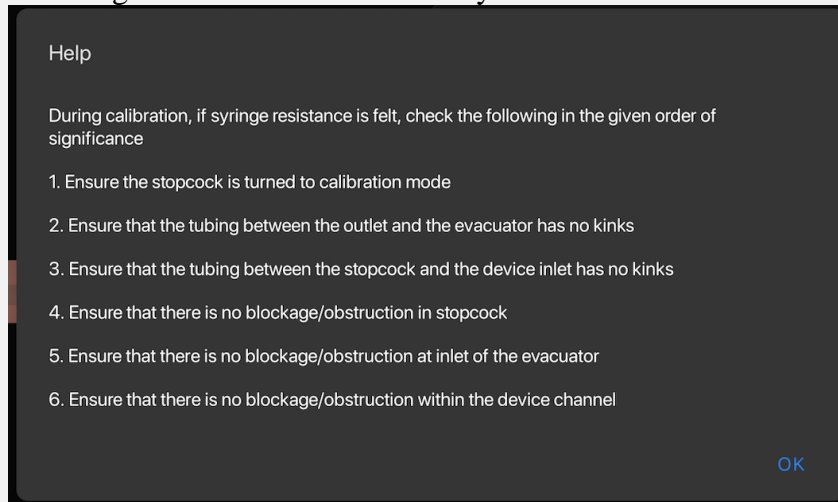 Help
During calibration, if syringe resistance is felt, check the following in the given order of
significance
1. Ensure the stopcock is turned to calibration mode
2. Ensure that the tubing between the outlet and the evacuator has no kinks
3. Ensure that the tubing between the stopcock and the device inlet has no kinks
4. Ensure that there is no blockage/obstruction in stopcock
5. Ensure that there is no blockage/obstruction at inlet of the evacuator
6. Ensure that there is no blockage/obstruction within the device channel
OK